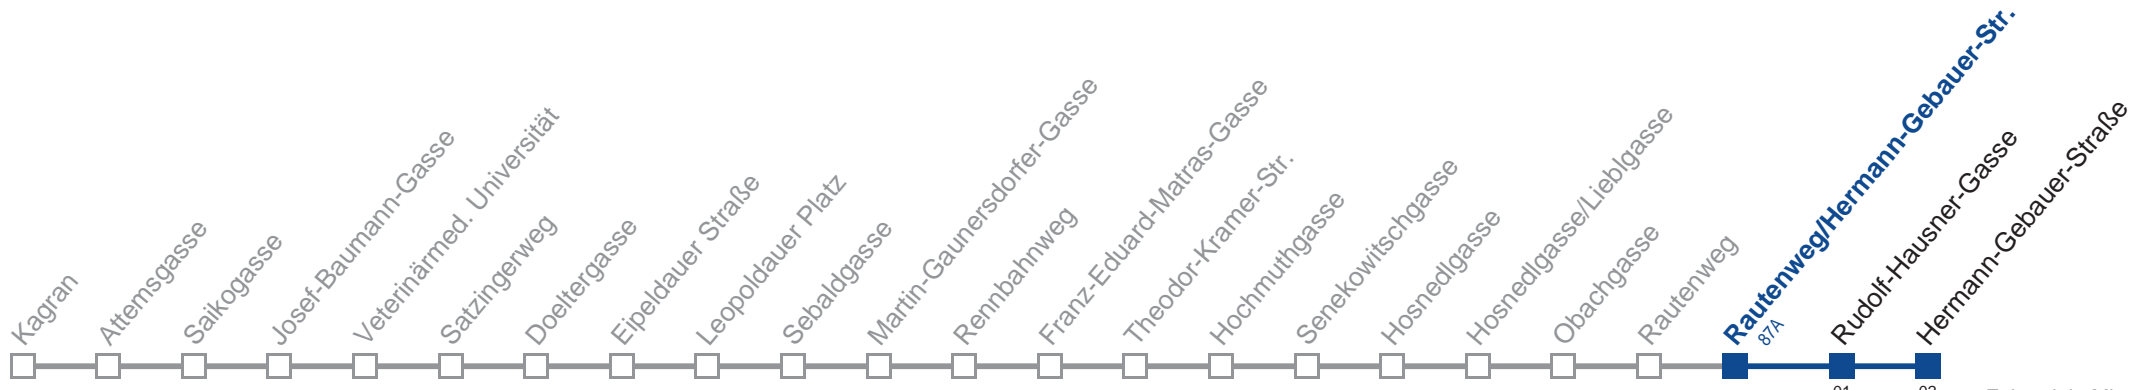 Kagran
Attemsgasse
Saikogasse
Josef-Baumann-Gasse
Veterinärmed. Universität
Satzingerweg
Doeltergasse
Eipeldauer Straße
Leopoldauer Platz
Sebaldgasse
Martin-Gaunersdorfer-Gasse
Rennbahnweg
Franz-Eduard-Matras-Gasse
Theodor-Kramer-Str.
Hochmuthgasse
Senekowitschgasse
Hosnedlgasse
Hosnedlgasse/Lieblgasse
Obachgasse
Rautenweg
Rautenweg/Hermann-Gebauer-Str.
87A
Rudolf-Hausner-Gasse
Hermann-Gebauer-Straße